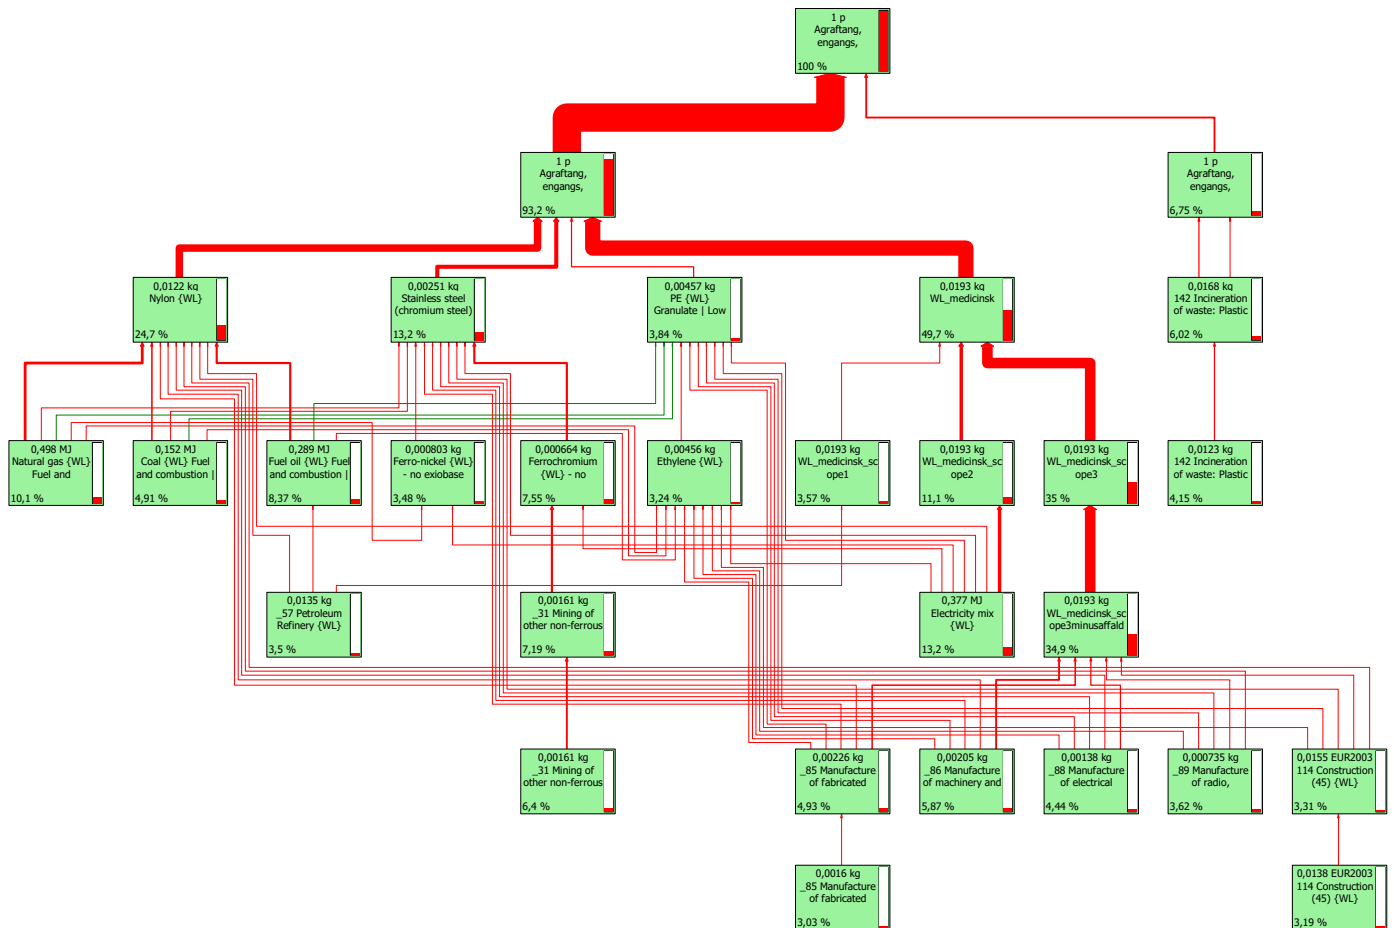 1 p
Agraftang,
engangs,
100 %
1 p
Agraftang,
engangs,
93,2 %
1 p
Agraftang,
engangs,
6,75 %
0,0122 kg
Nylon {WL}
24,7 %
0,00251 kg
Stainless steel
(chromium steel)
13,2 %
0,00457 kg
PE {WL}
Granulate | Low
3,84 %
0,0193 kg
WL_medicinsk
49,7 %
0,0168 kg
142 Incineration
of waste: Plastic
6,02 %
0,498 MJ
Natural gas {WL}
Fuel and
10,1 %
0,152 MJ
Coal {WL} Fuel
and combustion |
4,91 %
0,289 MJ
Fuel oil {WL} Fuel
and combustion |
8,37 %
0,000803 kg
Ferro-nickel {WL}
- no exiobase
3,48 %
0,000664 kg
Ferrochromium
{WL} - no
7,55 %
0,00456 kg
Ethylene {WL}
3,24 %
0,0193 kg
WL_medicinsk_sc
ope1
3,57 %
0,0193 kg
WL_medicinsk_sc
ope2
11,1 %
0,0193 kg
WL_medicinsk_sc
ope3
35 %
0,0123 kg
142 Incineration
of waste: Plastic
4,15 %
0,0135 kg
_57 Petroleum
Refinery {WL}
3,5 %
0,00161 kg
_31 Mining of
other non-ferrous
7,19 %
0,377 MJ
Electricity mix
{WL}
13,2 %
0,0193 kg
WL_medicinsk_sc
ope3minusaffald
34,9 %
0,00161 kg
_31 Mining of
other non-ferrous
6,4 %
0,00226 kg
_85 Manufacture
of fabricated
4,93 %
0,00205 kg
_86 Manufacture
of machinery and
5,87 %
0,00138 kg
_88 Manufacture
of electrical
4,44 %
0,000735 kg
_89 Manufacture
of radio,
3,62 %
0,0155 EUR2003
114 Construction
(45) {WL}
3,31 %
0,0016 kg
_85 Manufacture
of fabricated
3,03 %
0,0138 EUR2003
114 Construction
(45) {WL}
3,19 %